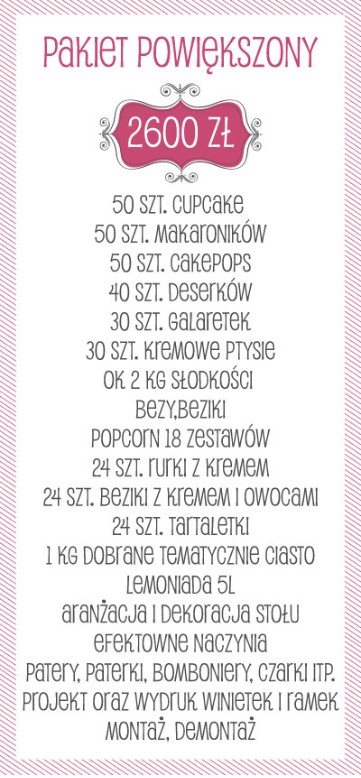 PAKIET POWIĘKSZONY
2600 ZŁ
50 SZT. CUPCAKE
50 SZT. MAKARONIKÓW
50 SZT. CAKEPOPS
40 SZT. DESERKÓW
30 SZT. GALARETEK
30 SZT. KREMOWE PTYSIE
OK 2 KG SŁODKOŚCI
BEZY,BEZIKI
POPCORN 18 ZESTAWÓW
24 SZT. RURKI Z KREMEM
24 SZT. BEZIKI Z KREMEM I OWOCAMI
24 SZT. TARTALETKI
1 KG DOBRANE TEMATYCZNIE CIASTO
LEMONIADA 5L
ARANŻACJA I DEKORACJA STOŁU
EFEKTOWNE NACZYNIA
PATERY, PATERKI, BOMBONIERY, CZARKI ITP.
PROJEKT ORAZ WYDRUK WINIETEK I RAMEK
MONTAŻ, DEMONTAŻ